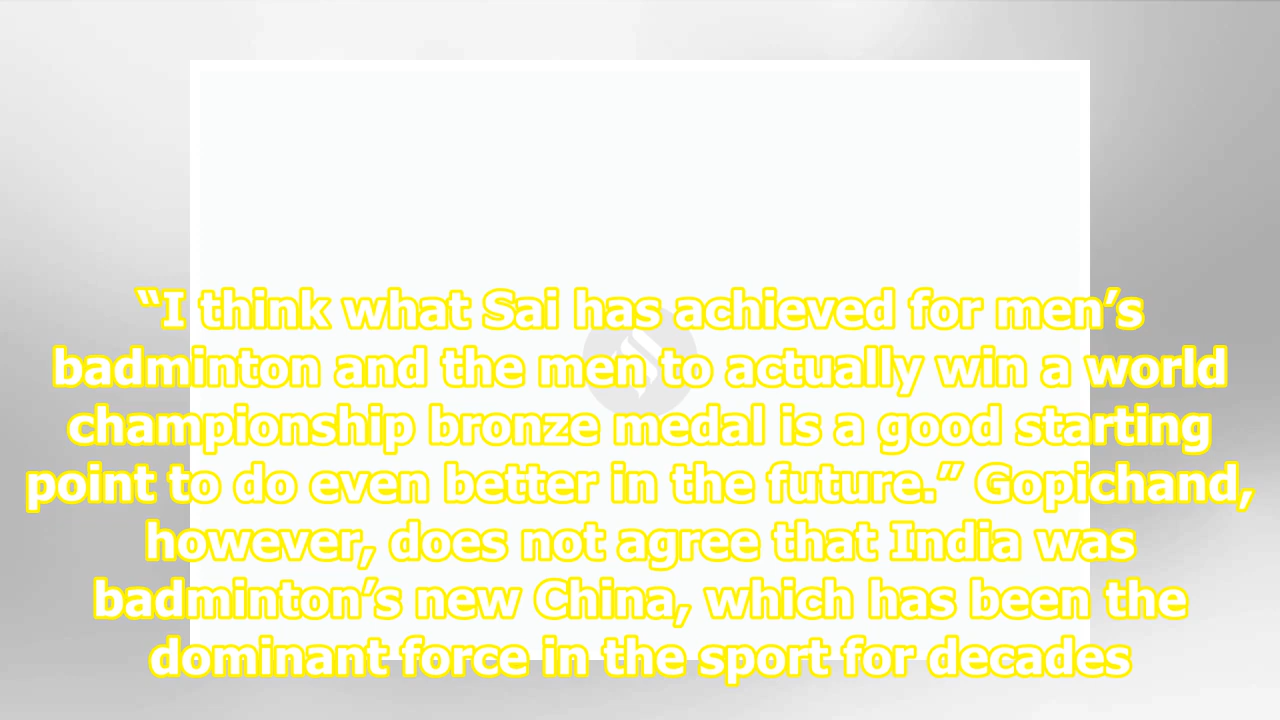 “I think what Sai has achieved for men’s
badminton and the men to actually win a world
championship bronze medal is a good starting
point to do even better in the future.” Gopichand,
however, does not agree that India was
badminton’s new China, which has been the
dominant force in the sport for decades